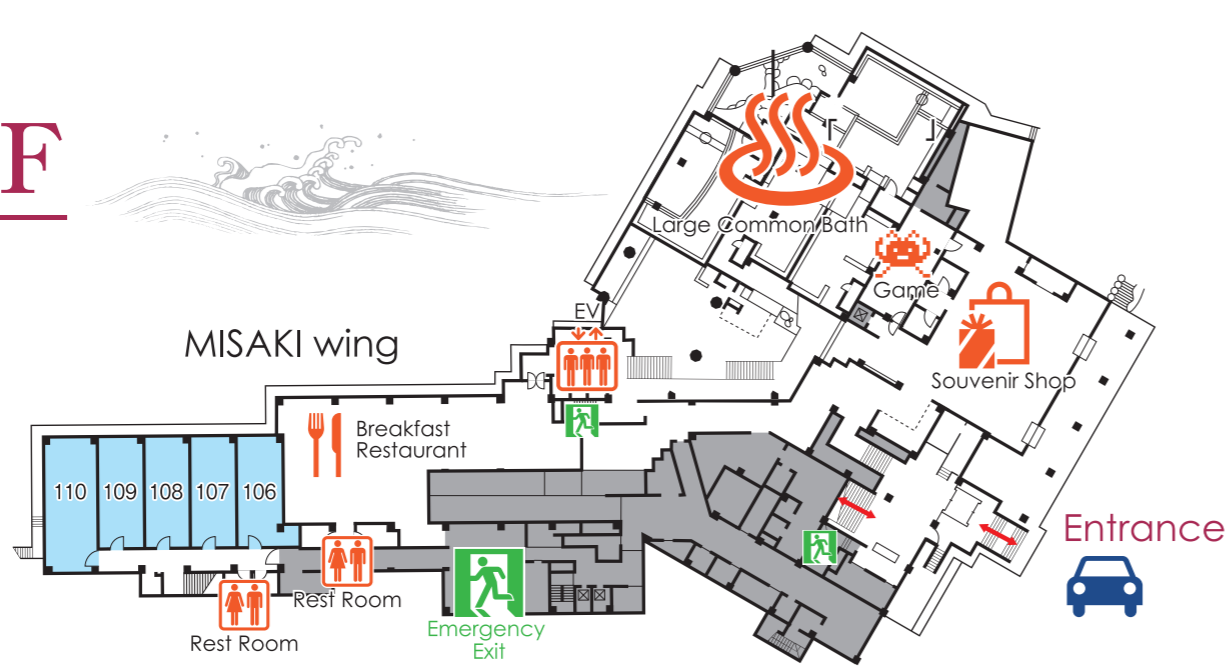 F
Large Common Bath
Game
EV
MISAKI wing
Souvenir Shop
Breakfast
Restaurant
110 109 108 107 106
Entrance
Rest Room
Rest Room
Emergency
Exit